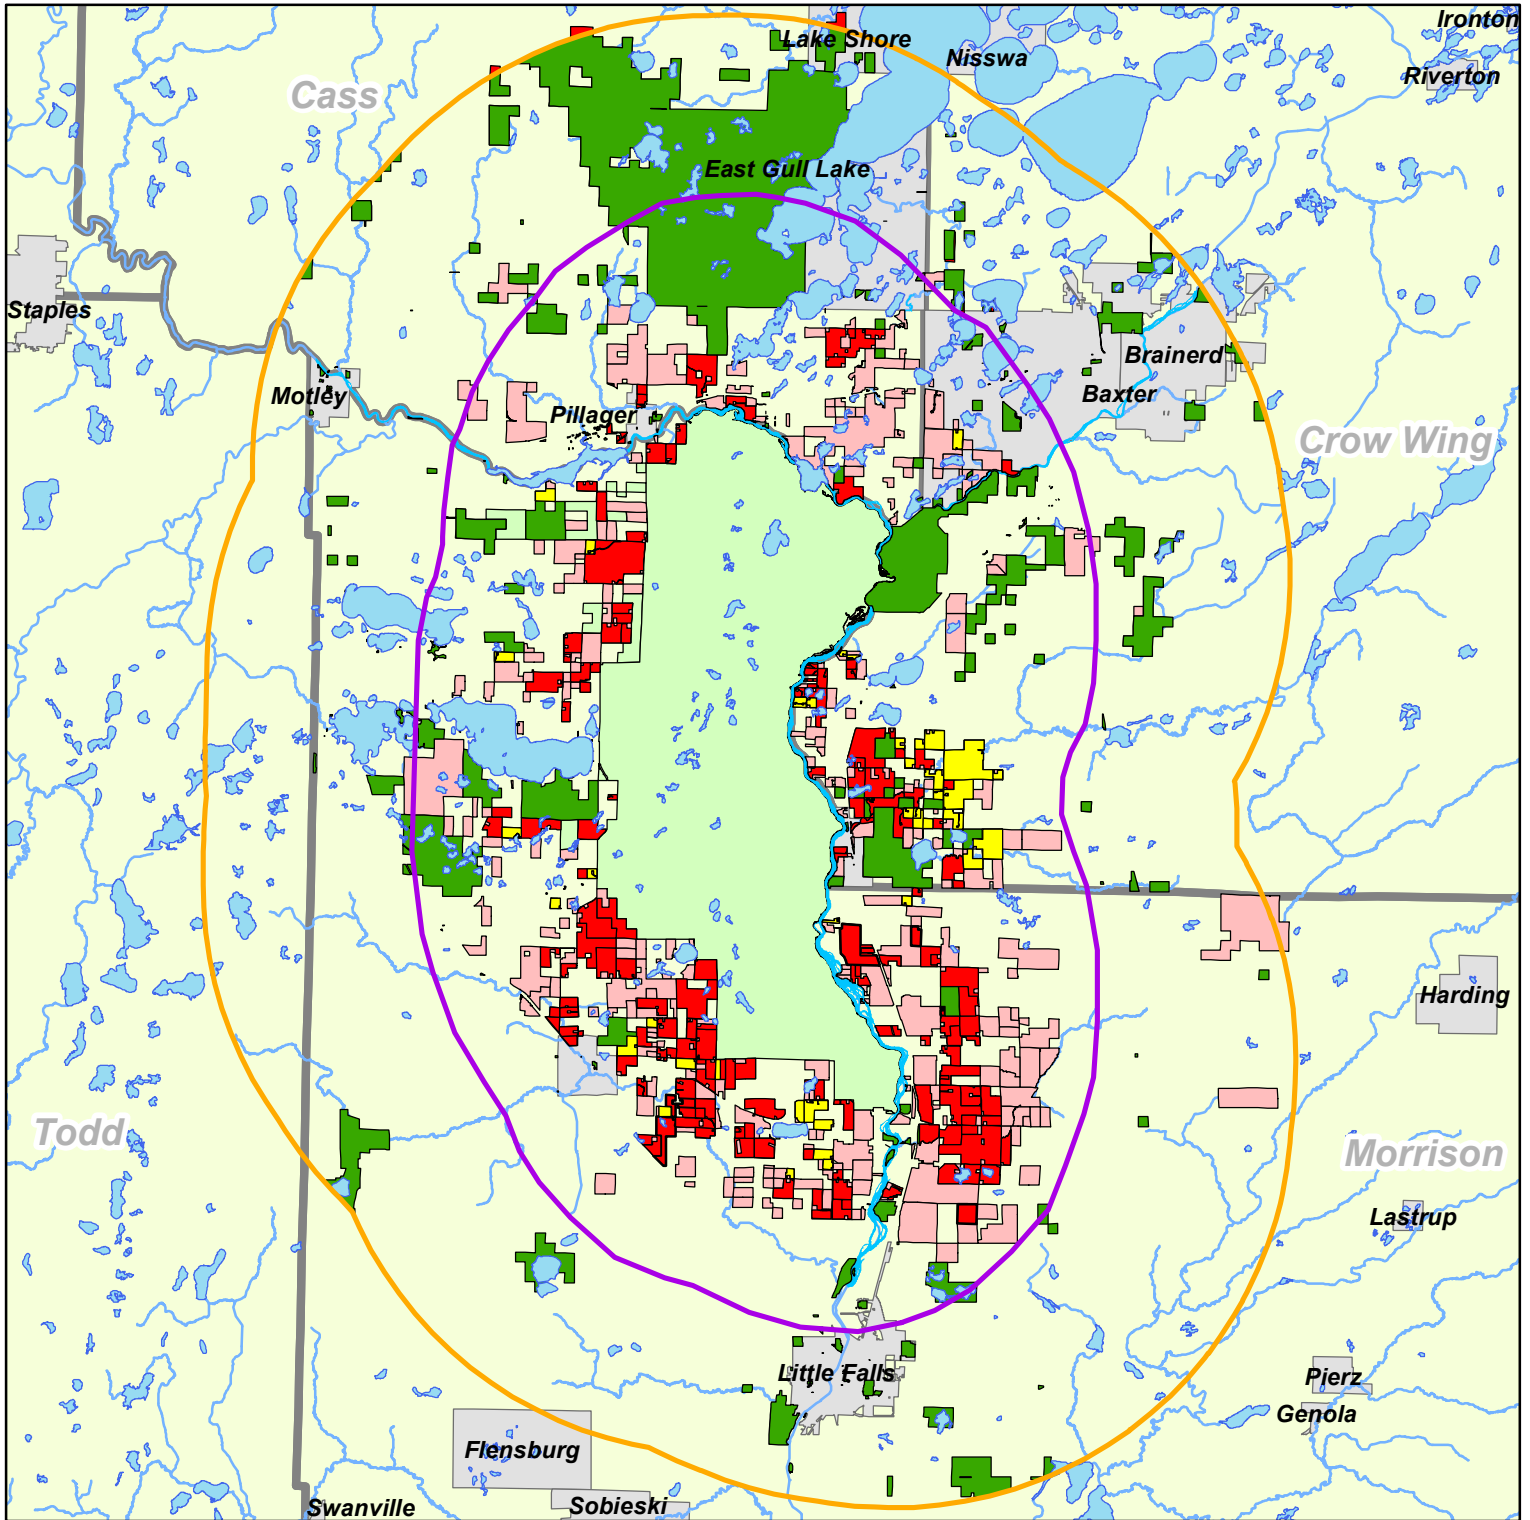 Ironton
Lake Shore
Nisswa
Riverton
Cass
East Gull Lake
Staples
Brainerd
Motley
Baxter
Pillager
Crow Wing
Harding
Todd
Morrison
Lastrup
Little Falls
Pierz
Genola
Flensburg
Swanville
Sobieski